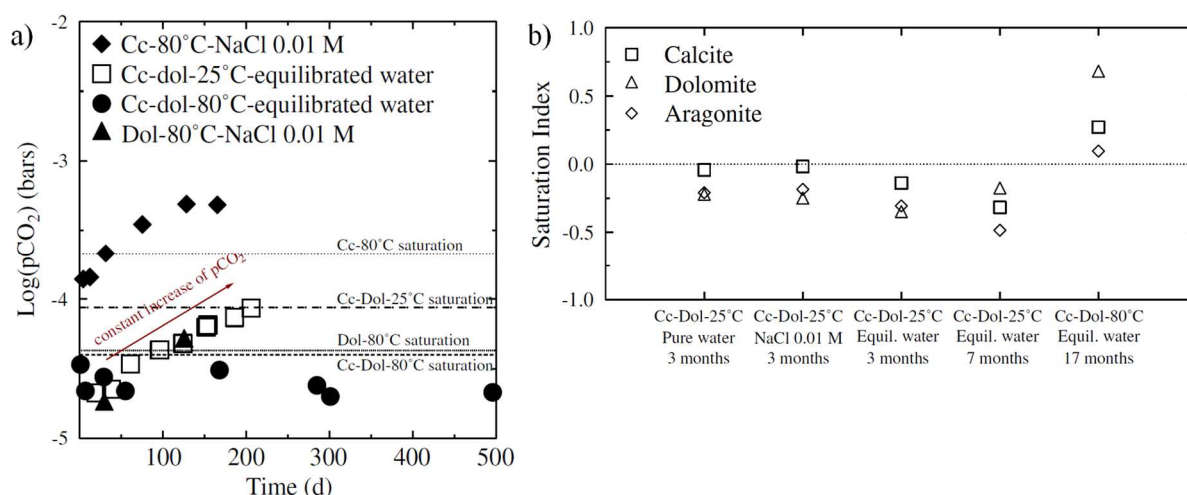 a)
-2
◆ Cc-80˚C-NaCl 0.01 M
□ Cc-dol-25˚C-equilibrated water
● Cc-dol-80˚C-equilibrated water
▲ Dol-80˚C-NaCl 0.01 M
-3
Log(pCO₂) (bars)
Cc-80˚C saturation
constant increase of pCO₂
-4
Cc-Dol-25˚C saturation
Dol-80˚C saturation
Cc-Dol-80˚C saturation
-5
100 200 300 400 500
Time (d)
b)
1.0
□ Calcite
△ Dolomite
◇ Aragonite
0.5
Saturation Index
0.0
-0.5
-1.0
Cc-Dol-25˚C Cc-Dol-25˚C Cc-Dol-25˚C Cc-Dol-25˚C Cc-Dol-80˚C
Pure water NaCl 0.01 M Equil. water Equil. water Equil. water
3 months 3 months 3 months 7 months 17 months